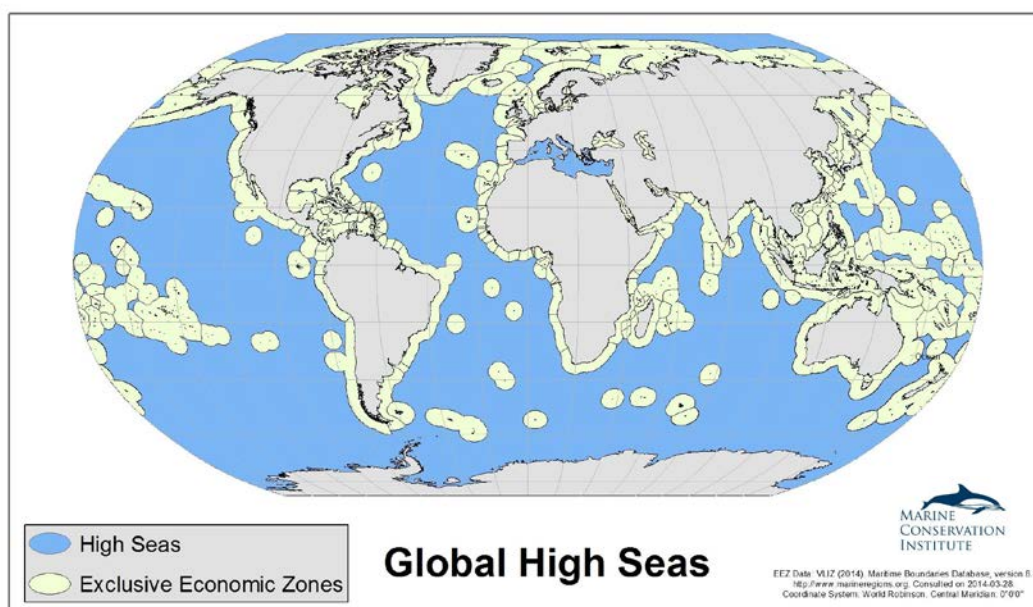 Ocean
High Seas
Exclusive Economic Zones
Global High Seas
MARINE
CONSERVATION
INSTITUTE
EEZ Data: VLIZ (2014). Maritime Boundaries Database, version 8.
http://www.marineregions.org. Consulted on 2014-03-28.
Coordinate System: World Robinson, Central Meridian: 0°0'0"